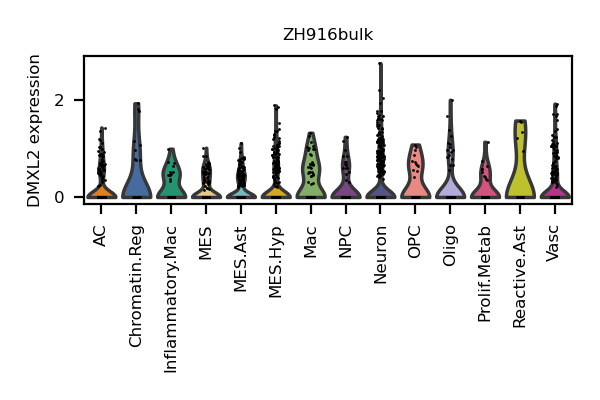 ZH916bulk
DMXL2 expression
2
0
AC
Chromatin.Reg
Inflammatory.Mac
MES
MES.Ast
MES.Hyp
Mac
NPC
Neuron
OPC
Oligo
Prolif.Metab
Reactive.Ast
Vasc